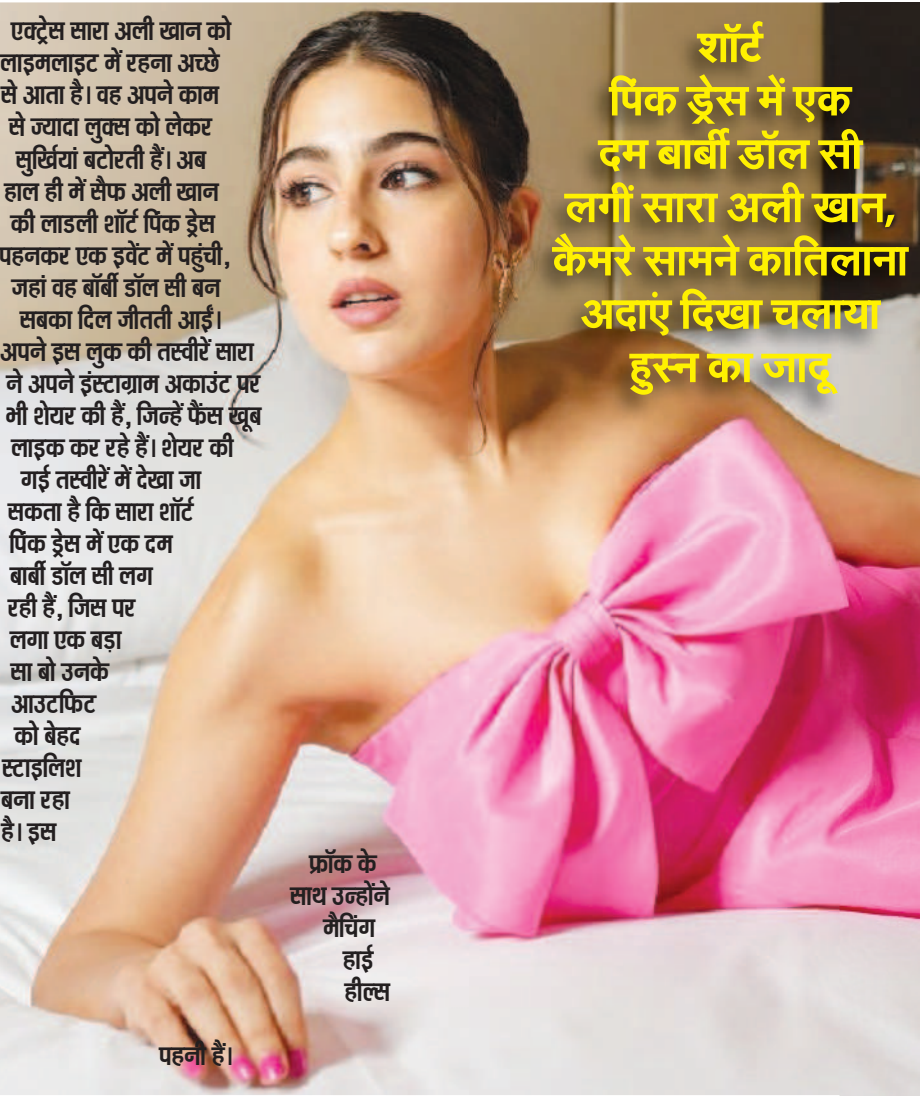 शॉर्ट
पिंक ड्रेस में एक
दम बार्बी डॉल सी
लगीं सारा अली खान,
कैमरे सामने कातिलाना
अदाएं दिखा चलाया
हुस्न का जादू
एक्ट्रेस सारा अली खान को
लाइमलाइट में रहना अच्छे
से आता है। वह अपने काम
से ज्यादा लुक्स को लेकर
सुर्खियां बटोरती हैं। अब
हाल ही में सैफ अली खान
की लाडली शॉर्ट पिंक ड्रेस
पहनकर एक इवेंट में पहुंची,
जहां वह बॉर्बी डॉल सी बन
सबका दिल जीतती आईं।
अपने इस लुक की तस्वीरें सारा
ने अपने इंस्टाग्राम अकाउंट पर
भी शेयर की हैं, जिन्हें फैंस खूब
लाइक कर रहे हैं। शेयर की
गई तस्वीरें में देखा जा
सकता है कि सारा शॉर्ट
पिंक ड्रेस में एक दम
बार्बी डॉल सी लग
रही हैं, जिस पर
लगा एक बड़ा
सा बो उनके
आउटफिट
को बेहद
स्टाइलिश
बना रहा
है। इस
फ्रॉक के
साथ उन्होंने
मैचिंग
हाई
हील्स
पहनी हैं।